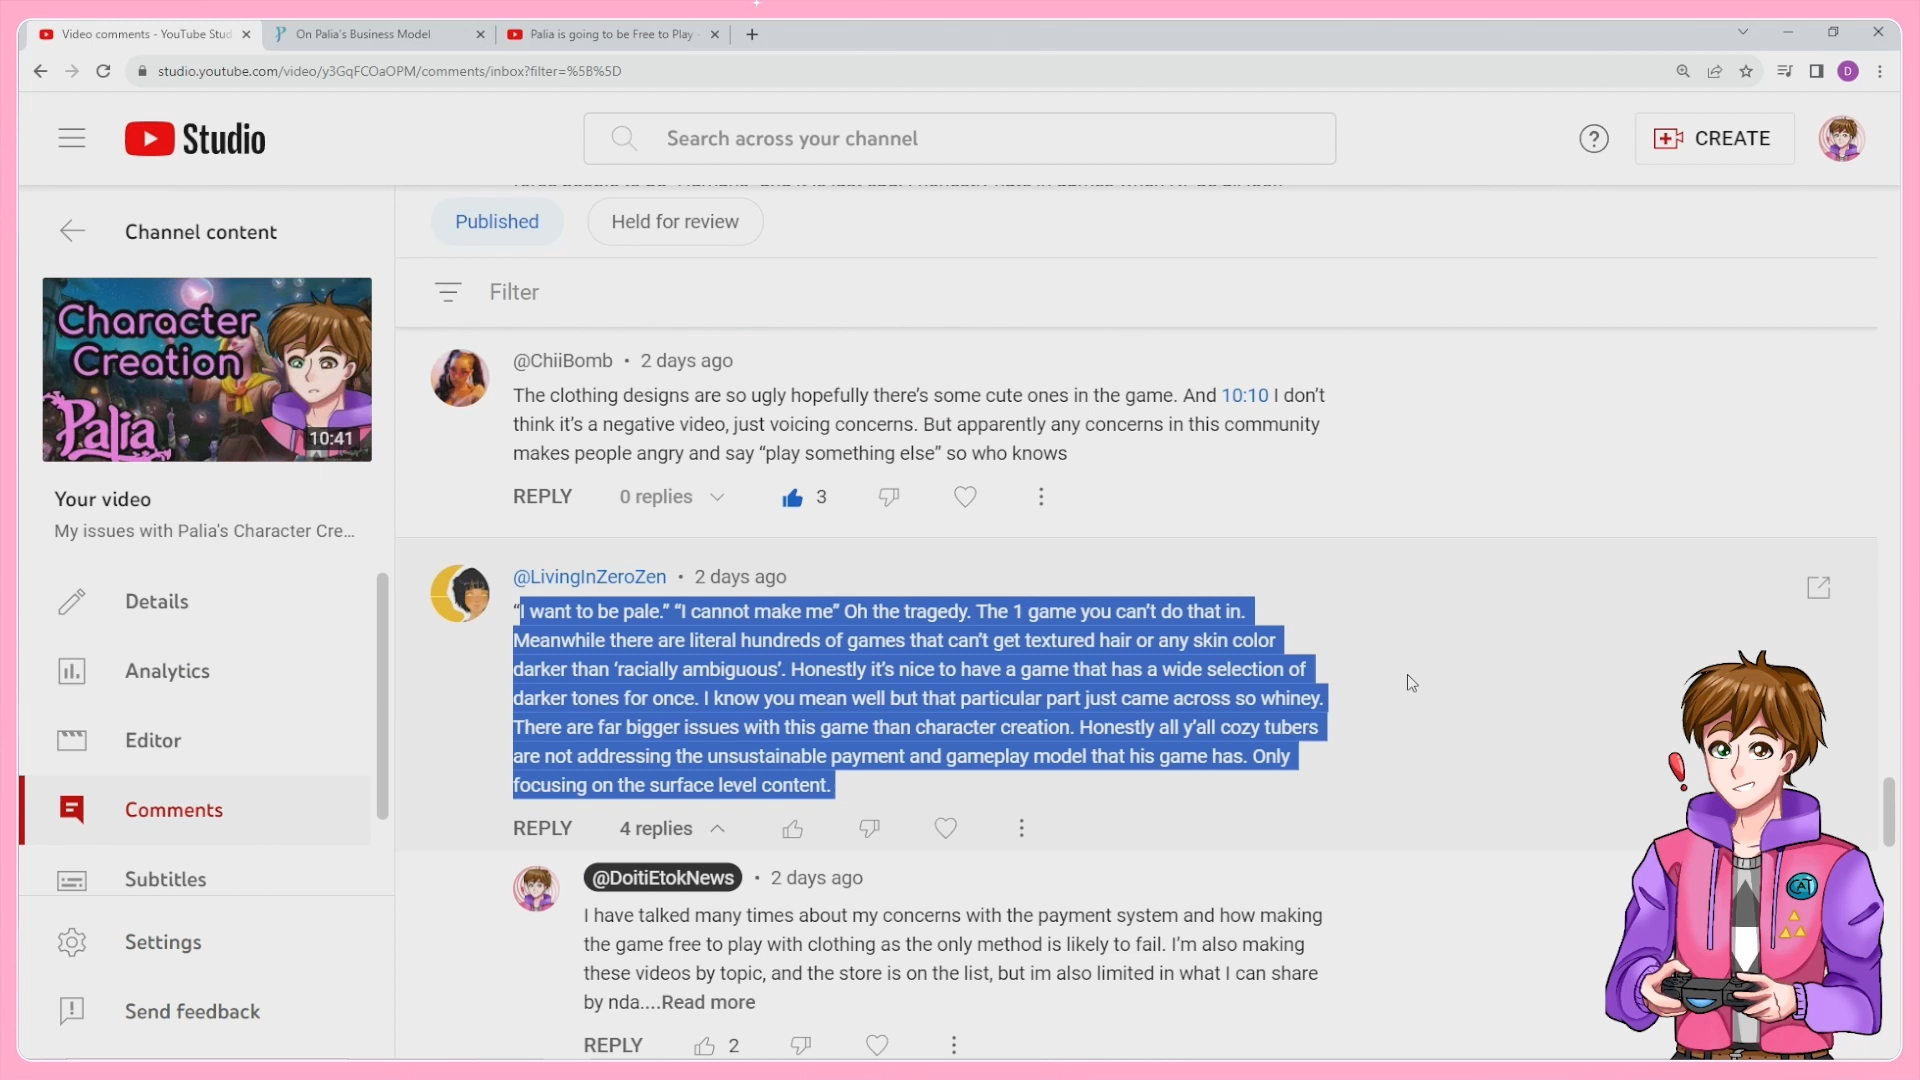 Video comments - YouTube Stud
On Palia's Business Model
Palia is going to be Free to Play -
studio.youtube.com/video/y3GqFCOaOPM/comments/inbox?filter=%5B%5D
D
Studio
Search across your channel
CREATE
Channel content
Published
Held for review
Filter
Character
Creation
Palia
10:41
Your video
My issues with Palia's Character Cre...
Details
Analytics
Editor
Comments
Subtitles
Settings
Send feedback
@ChiiBomb • 2 days ago
The clothing designs are so ugly hopefully there's some cute ones in the game. And 10:10 I don't
think it's a negative video, just voicing concerns. But apparently any concerns in this community
makes people angry and say “play something else” so who knows
REPLY 0 replies 3
@LivingInZeroZen • 2 days ago
“I want to be pale.” “I cannot make me” Oh the tragedy. The 1 game you can't do that in.
Meanwhile there are literal hundreds of games that can't get textured hair or any skin color
darker than ‘racially ambiguous’. Honestly it's nice to have a game that has a wide selection of
darker tones for once. I know you mean well but that particular part just came across so whiney.
There are far bigger issues with this game than character creation. Honestly all y'all cozy tubers
are not addressing the unsustainable payment and gameplay model that his game has. Only
focusing on the surface level content.
REPLY 4 replies
@DoitiEtokNews • 2 days ago
I have talked many times about my concerns with the payment system and how making
the game free to play with clothing as the only method is likely to fail. I'm also making
these videos by topic, and the store is on the list, but im also limited in what I can share
by nda....Read more
REPLY 2
CAT